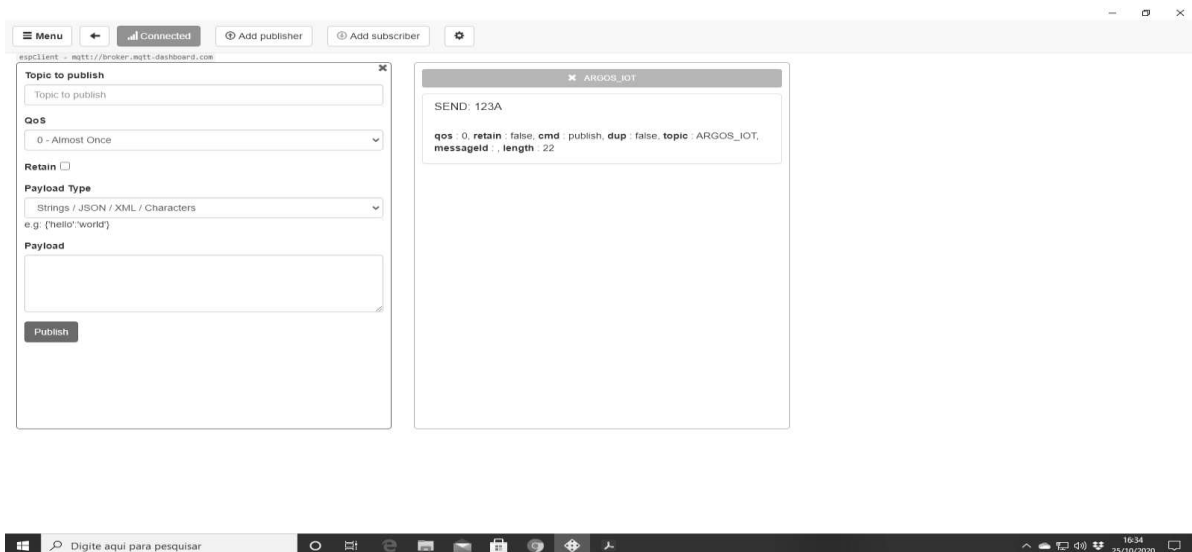 Menu
Connected
Add publisher
Add subscriber
espClient - mqtt://broker.mqtt-dashboard.com
Topic to publish
Topic to publish
QoS
0 - Almost Once
Retain
Payload Type
Strings / JSON / XML / Characters
e.g: {'hello':'world'}
Payload
Publish
✖ ARGOS_IOT
SEND: 123A
qos : 0, retain : false, cmd : publish, dup : false, topic : ARGOS_IOT,
messageId : , length : 22
Digite aqui para pesquisar
16:34
25/10/2020